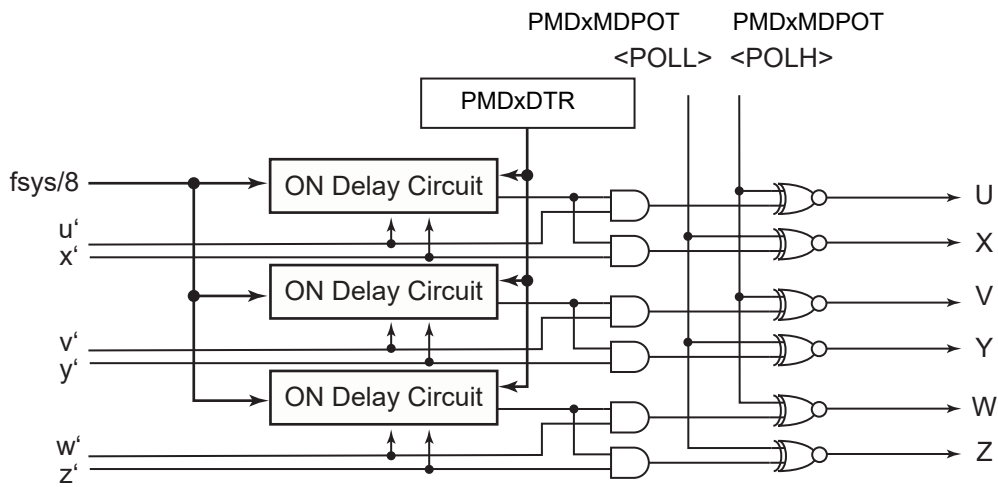 PMDxMDPOT PMDxMDPOT
<POLL> <POLH>
PMDxDTR
fsys/8
ON Delay Circuit
U
u‘
x‘
X
ON Delay Circuit
V
v‘
y‘
Y
ON Delay Circuit
W
w‘
z‘
Z